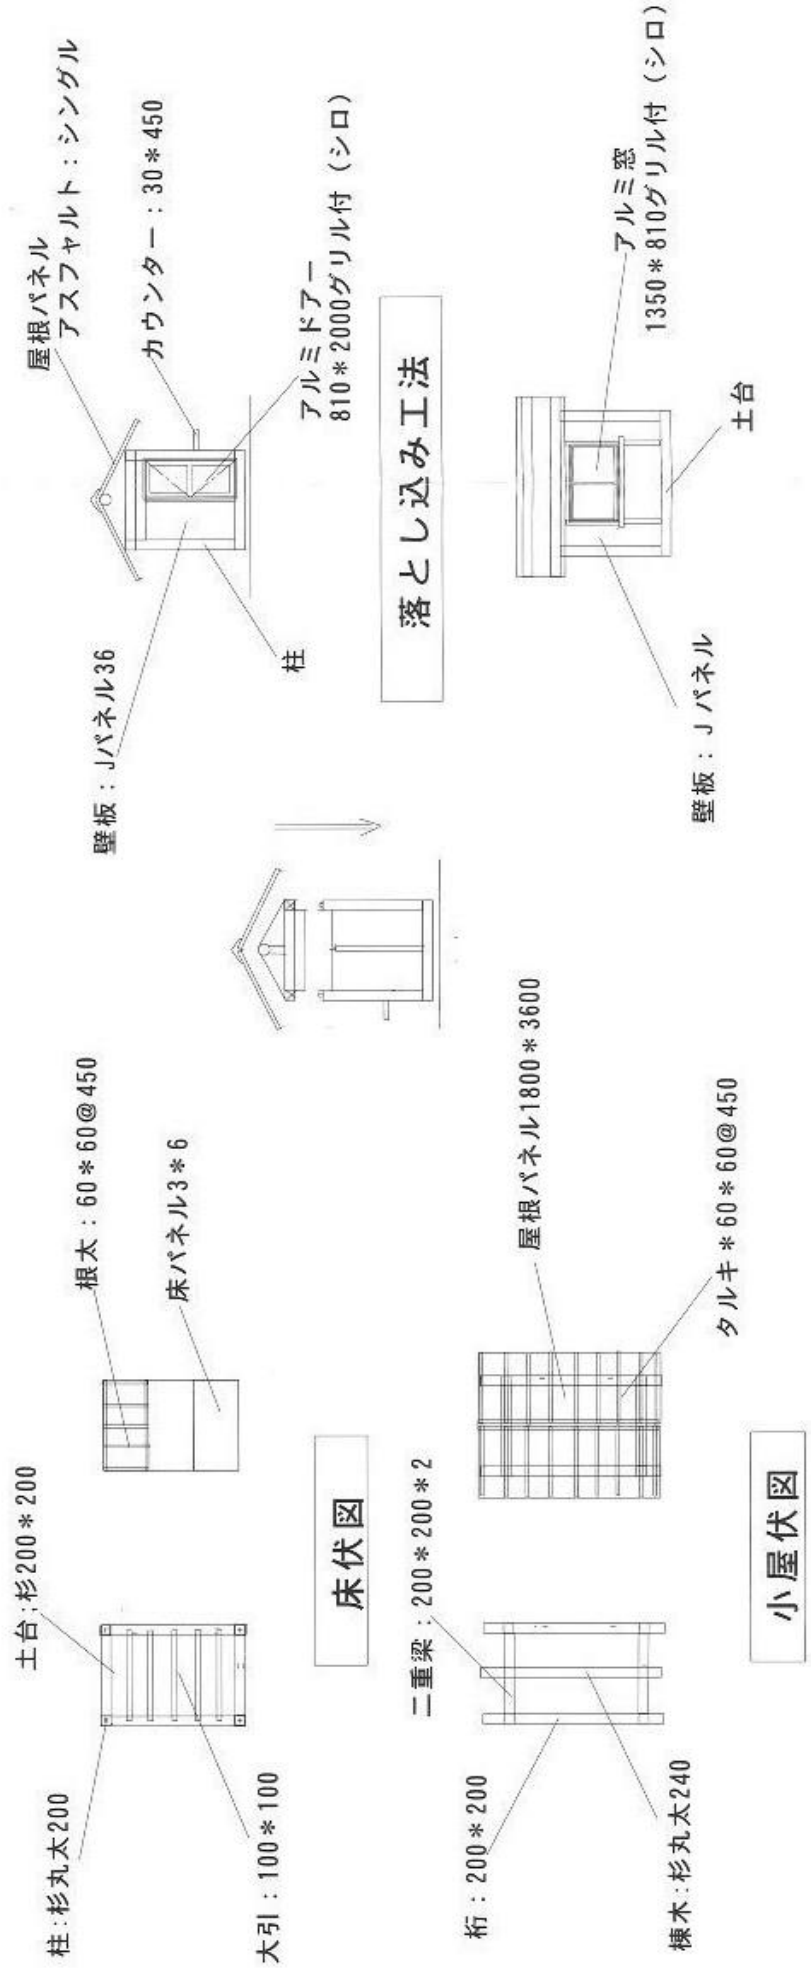 柱:杉丸太200
土台:杉200*200
大引:100*100
根太:60*60@450
床パネル3*6
床伏図
桁:200*200
二重梁:200*200*2
棟木:杉丸太240
屋根パネル1800*3600
タルキ*60*60@450
小屋伏図
壁板:Jパネル36
柱
屋根パネル
アスファルト:シングル
カウンター:30*450
アルミドアー
810*2000グリル付(シロ)
落とし込み工法
壁板:Jパネル
アルミ窓
1350*810グリル付(シロ)
土台